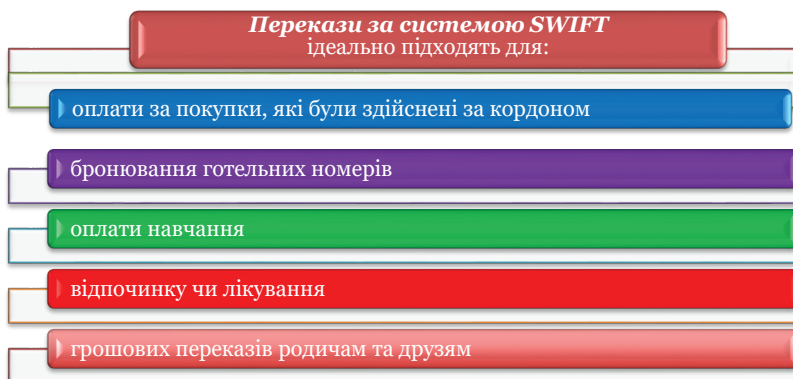 Перекази за системою SWIFT
ідеально підходять для:
оплати за покупки, які були здійснені за кордоном
бронювання готельних номерів
оплати навчання
відпочинку чи лікування
грошових переказів родичам та друзям